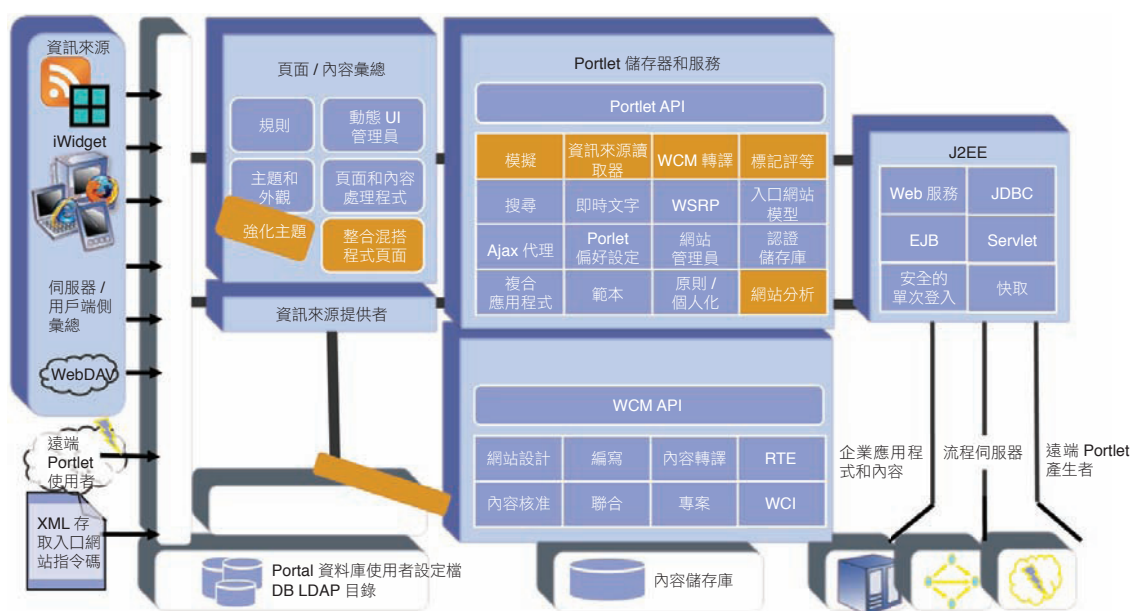 資訊來源
iWidget
伺服器 /
用戶端側
彙總
WebDAV
遠端
Portlet
使用者
XML 存
取入口網
站指令碼
頁面 / 內容彙總
規則
動態 UI
管理員
主題和
外觀
頁面和內容
處理程式
強化主題
整合混搭
程式頁面
資訊來源提供者
Portlet 儲存器和服務
Portlet API
模擬
資訊來源讀
取器
WCM 轉譯
標記評等
搜尋
即時文字
WSRP
入口網站
模型
Ajax 代理
Porlet
偏好設定
網站
管理員
認證
儲存庫
複合
應用程式
範本
原則 /
個人化
網站分析
WCM API
網站設計
編寫
內容轉譯
RTE
內容核准
聯合
專案
WCI
J2EE
Web 服務
JDBC
EJB
Servlet
安全的
單次登入
快取
企業應用程
式和內容
流程伺服器
遠端 Portlet
產生者
Portal 資料庫使用者設定檔
DB LDAP 目錄
內容儲存庫